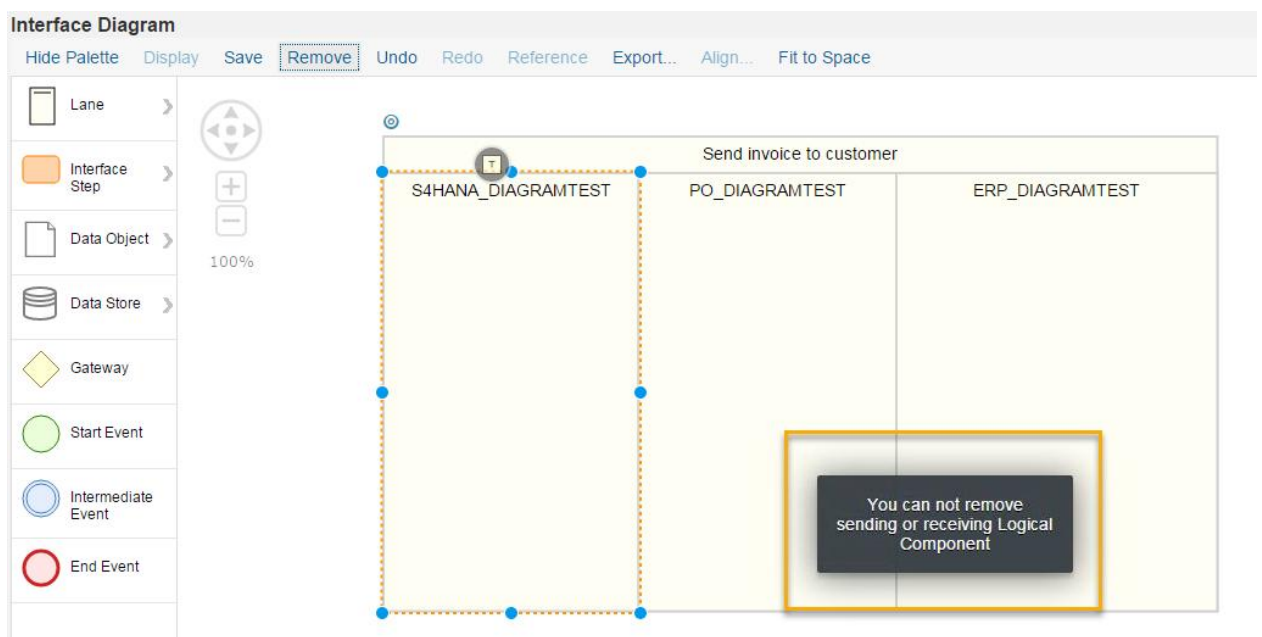 Interface Diagram
Hide Palette Display Save Remove Undo Redo Reference Export... Align... Fit to Space
Lane
Interface
Step
Data Object
Data Store
Gateway
Start Event
Intermediate
Event
End Event
100%
Send invoice to customer
T
S4HANA_DIAGRAMTEST PO_DIAGRAMTEST ERP_DIAGRAMTEST
You can not remove
sending or receiving Logical
Component